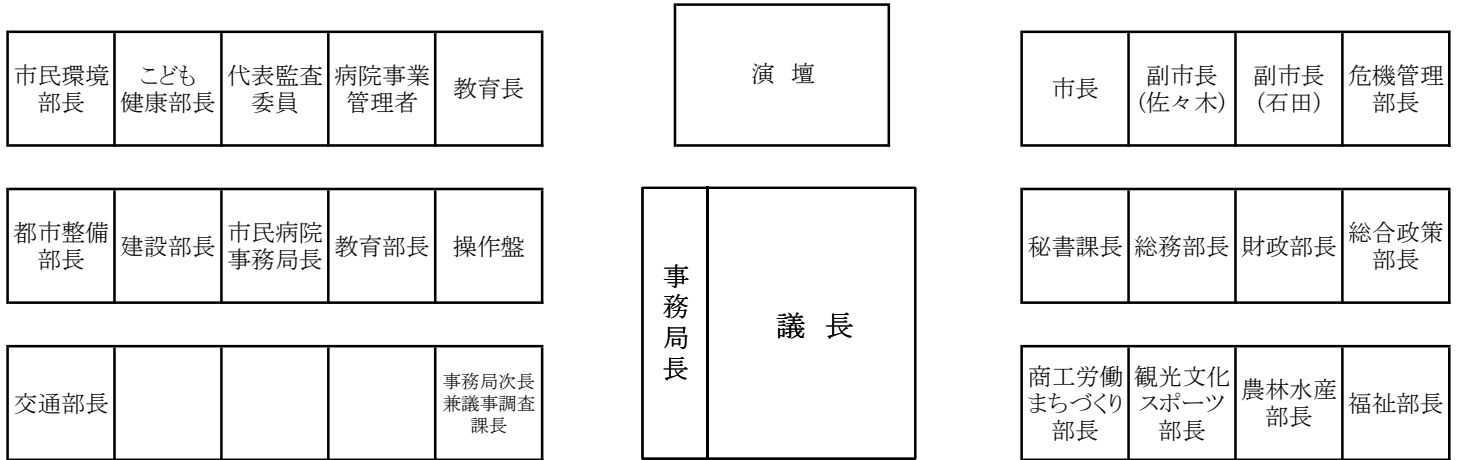 市民環境
部長
こども
健康部長
代表監査
委員
病院事業
管理者
教育長
演 壇
市長
副市長
(佐々木)
副市長
(石田)
危機管理
部長
都市整備
部長
建設部長
市民病院
事務局長
教育部長
操作盤
事務局長
議 長
秘書課長
総務部長
財政部長
総合政策
部長
交通部長
事務局次長
兼議事調査
課長
商工労働
まちづくり
部長
観光文化
スポーツ
部長
農林水産
部長
福祉部長